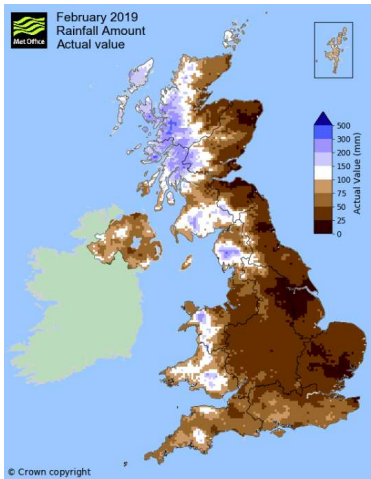 Met Office
February 2019
Rainfall Amount
Actual value
500
300
200
150
100
75
50
25
0
Actual Value (mm)
© Crown copyright